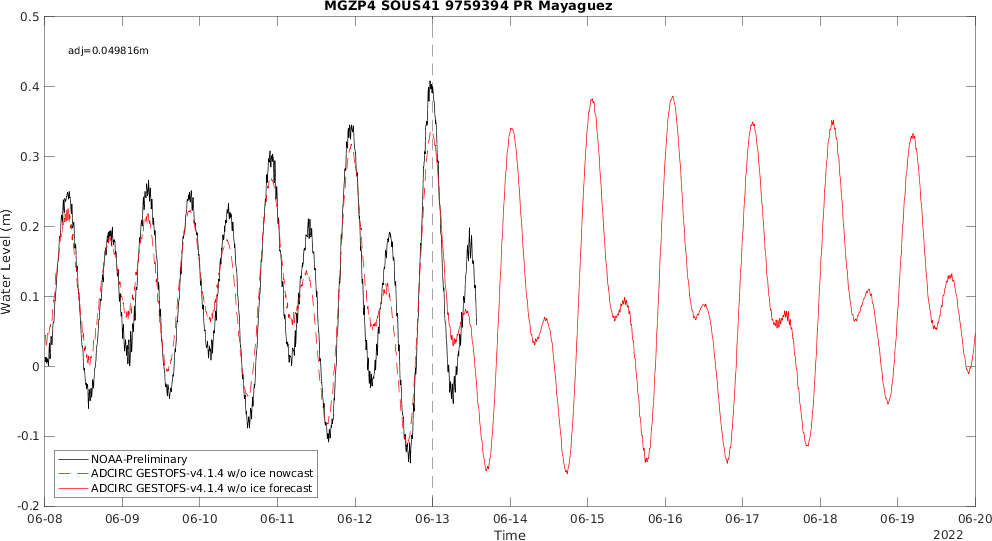 MGZP4 SOUS41 9759394 PR Mayaguez
adj=0.049816m
0.5
0.4
0.3
0.2
0.1
0
-0.1
-0.2
Water Level (m)
NOAA-Preliminary
ADCIRC GESTOFS-v4.1.4 w/o ice nowcast
ADCIRC GESTOFS-v4.1.4 w/o ice forecast
06-08 06-09 06-10 06-11 06-12 06-13 06-14 06-15 06-16 06-17 06-18 06-19 06-20
Time
2022